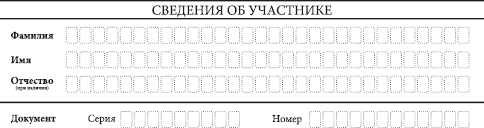 СВЕДЕНИЯ ОБ УЧАСТНИКЕ
Фамилия
Имя
Отчество
(при наличии)
Документ Серия Номер